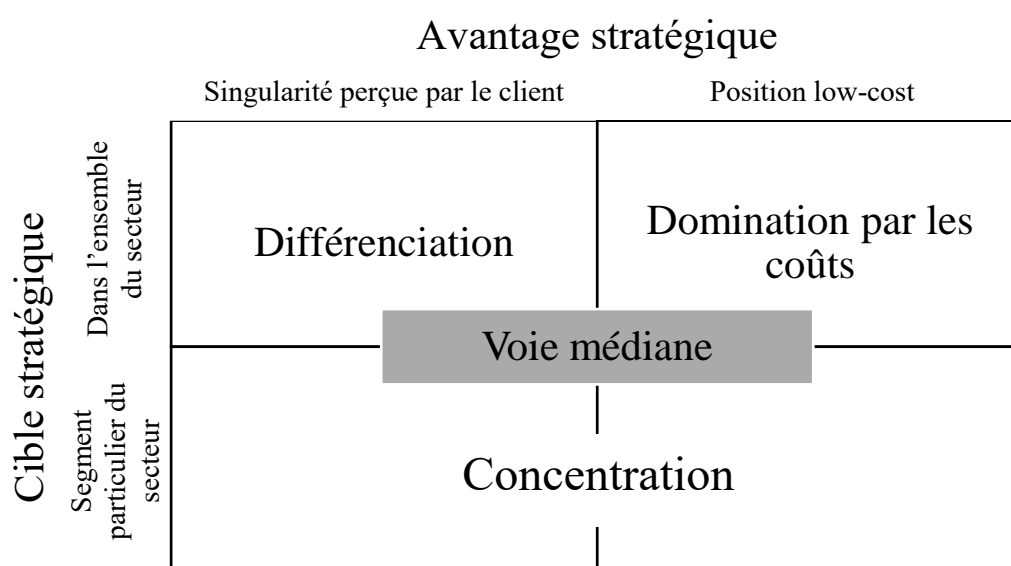 Avantage stratégique
Singularité perçue par le client
Position low-cost
Cible stratégique
Dans l’ensemble
du secteur
Différenciation
Domination par les
coûts
Voie médiane
Segment
particulier du
secteur
Concentration